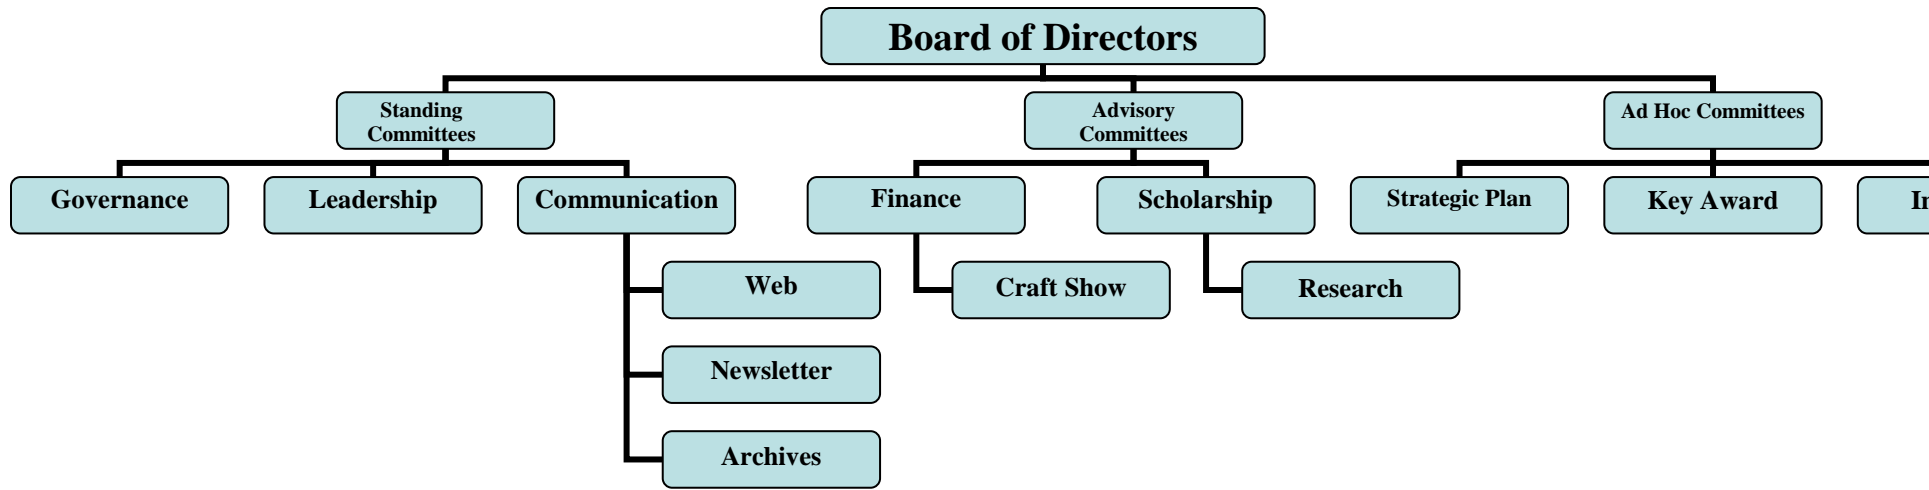 Board of Directors
Standing
Committees
Advisory
Committees
Ad Hoc Committees
Governance
Leadership
Communication
Finance
Scholarship
Strategic Plan
Key Award
Web
Craft Show
Research
Newsletter
Archives